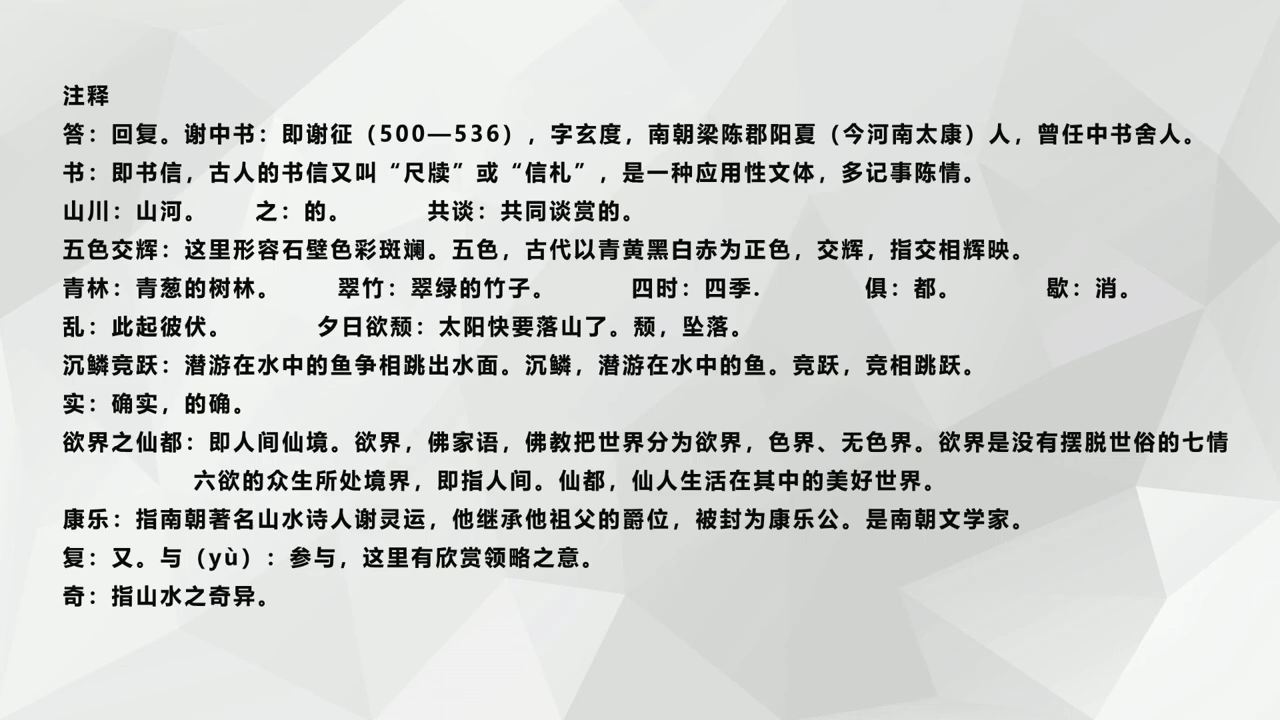 注释
答：回复。谢中书：即谢征（500—536），字玄度，南朝梁陈郡阳夏（今河南太康）人，曾任中书舍人。
书：即书信，古人的书信又叫“尺牍”或“信札”，是一种应用性文体，多记事陈情。
山川：山河。 之：的。 共谈：共同谈赏的。
五色交辉：这里形容石壁色彩斑斓。五色，古代以青黄黑白赤为正色，交辉，指交相辉映。
青林：青葱的树林。 翠竹：翠绿的竹子。 四时：四季. 俱：都。 歇：消。
乱：此起彼伏。 夕日欲颓：太阳快要落山了。颓，坠落。
沉鳞竞跃：潜游在水中的鱼争相跳出水面。沉鳞，潜游在水中的鱼。竞跃，竞相跳跃。
实：确实，的确。
欲界之仙都：即人间仙境。欲界，佛家语，佛教把世界分为欲界，色界、无色界。欲界是没有摆脱世俗的七情
六欲的众生所处境界，即指人间。仙都，仙人生活在其中的美好世界。
康乐：指南朝著名山水诗人谢灵运，他继承他祖父的爵位，被封为康乐公。是南朝文学家。
复：又。与（yù）：参与，这里有欣赏领略之意。
奇：指山水之奇异。